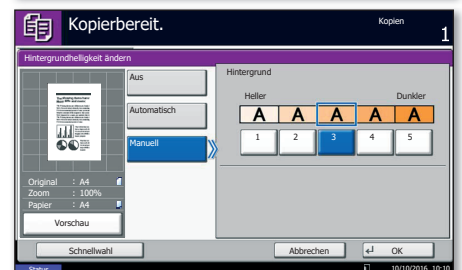 Kopierbereit.
Kopien
1
Hintergrundhelligkeit ändern
Aus
Automatisch
Manuell
Hintergrund
Heller Dunkler
A A A A A
1 2 3 4 5
Original : A4
Zoom : 100%
Papier : A4
Vorschau
Schnellwahl
Abbrechen
OK
Status
10/10/2016 10:10